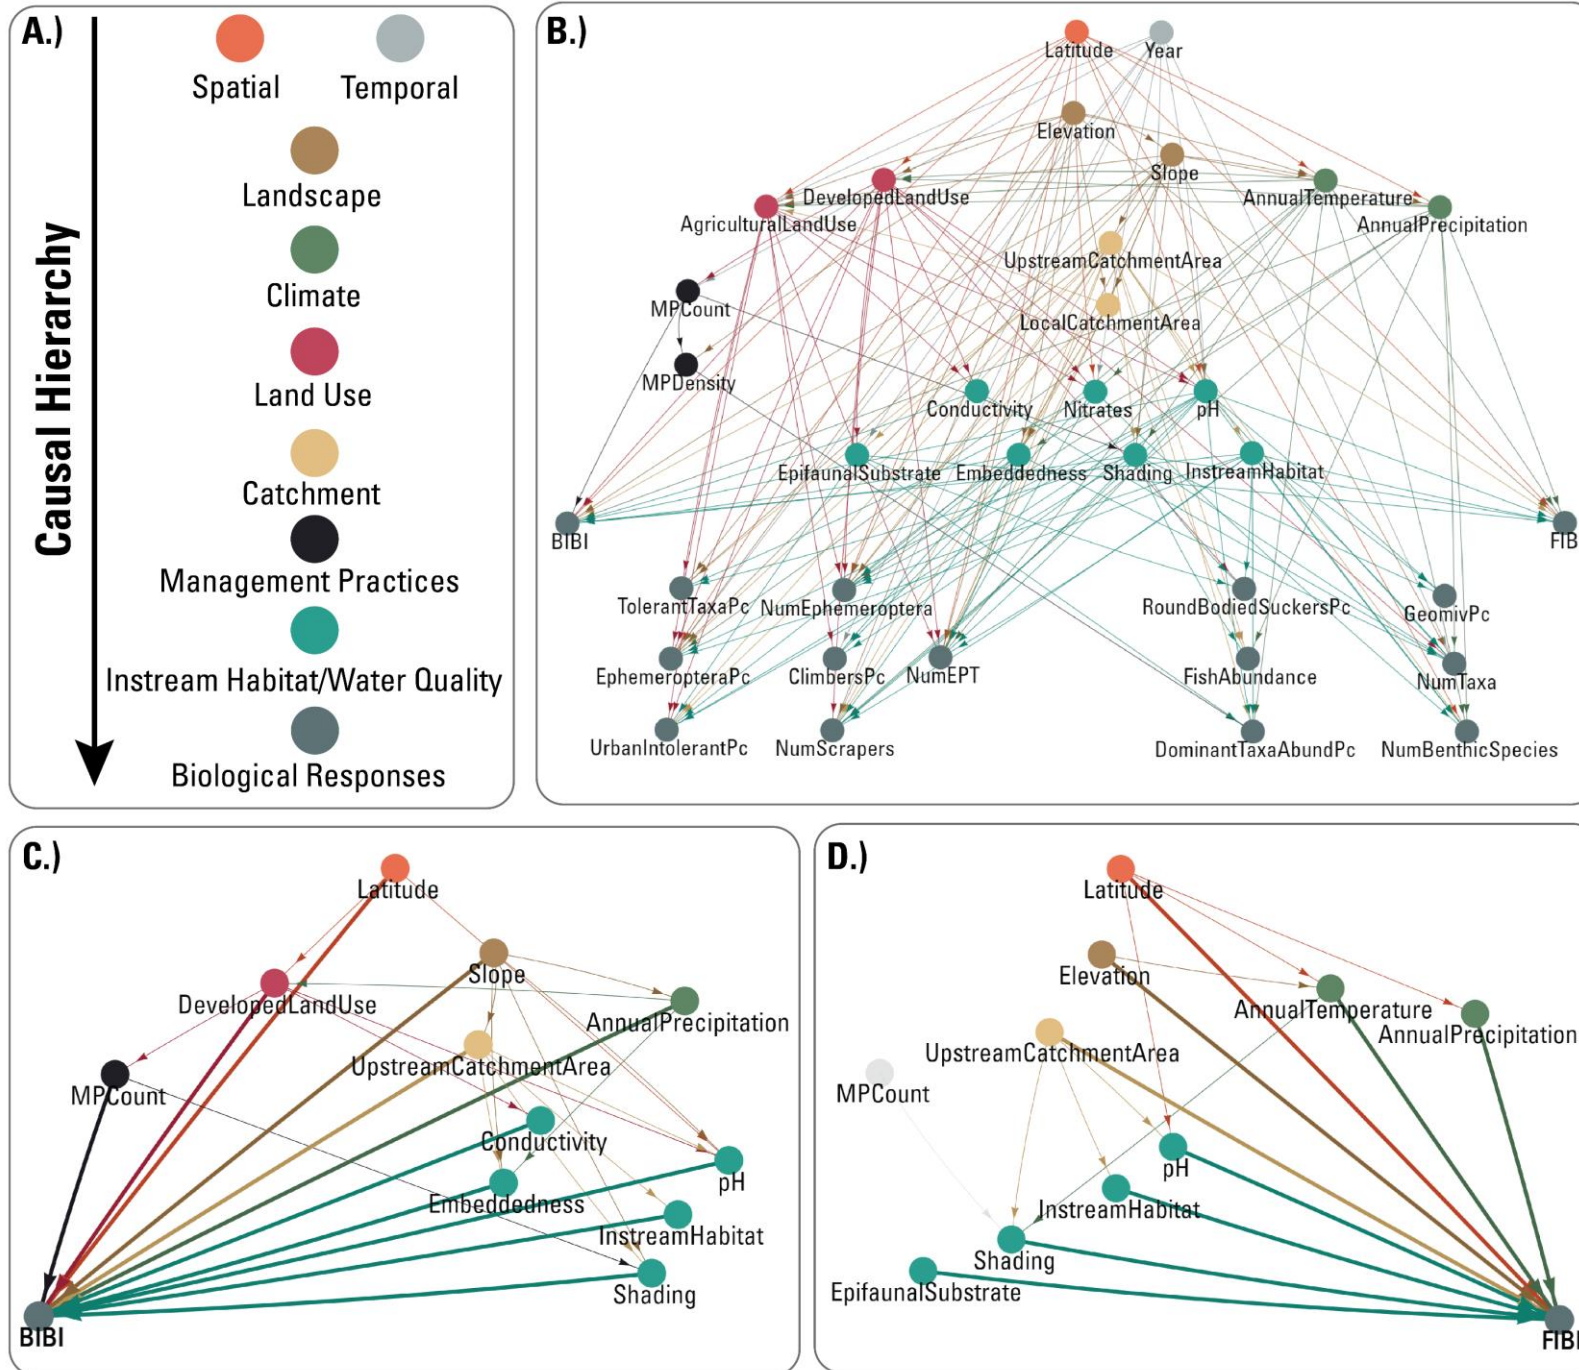 A.)
Causal Hierarchy
Spatial
Temporal
Landscape
Climate
Land Use
Catchment
Management Practices
Instream Habitat/Water Quality
Biological Responses
B.)
Latitude
Year
Elevation
Slope
DevelopedLandUse
AnnualTemperature
AgriculturalLandUse
AnnualPrecipitation
UpstreamCatchmentArea
MPCount
LocalCatchmentArea
MPDensity
Conductivity
Nitrates
pH
EpifaunalSubstrate
Embeddedness
Shading
InstreamHabitat
BIBI
FIB
TolerantTaxaPc
NumEphemeroptera
RoundBodiedSuckersPc
GeomivPc
EphemeropteraPc
ClimbersPc
NumEPT
FishAbundance
NumTaxa
UrbanIntolerantPc
NumScrapers
DominantTaxaAbundPc
NumBenthicSpecies
C.)
Latitude
Slope
DevelopedLandUse
AnnualPrecipitation
UpstreamCatchmentArea
MPCount
Conductivity
pH
Embeddedness
InstreamHabitat
Shading
BIBI
D.)
Latitude
Elevation
AnnualTemperature
AnnualPrecipitation
UpstreamCatchmentArea
MPCount
pH
InstreamHabitat
Shading
EpifaunalSubstrate
FIBI